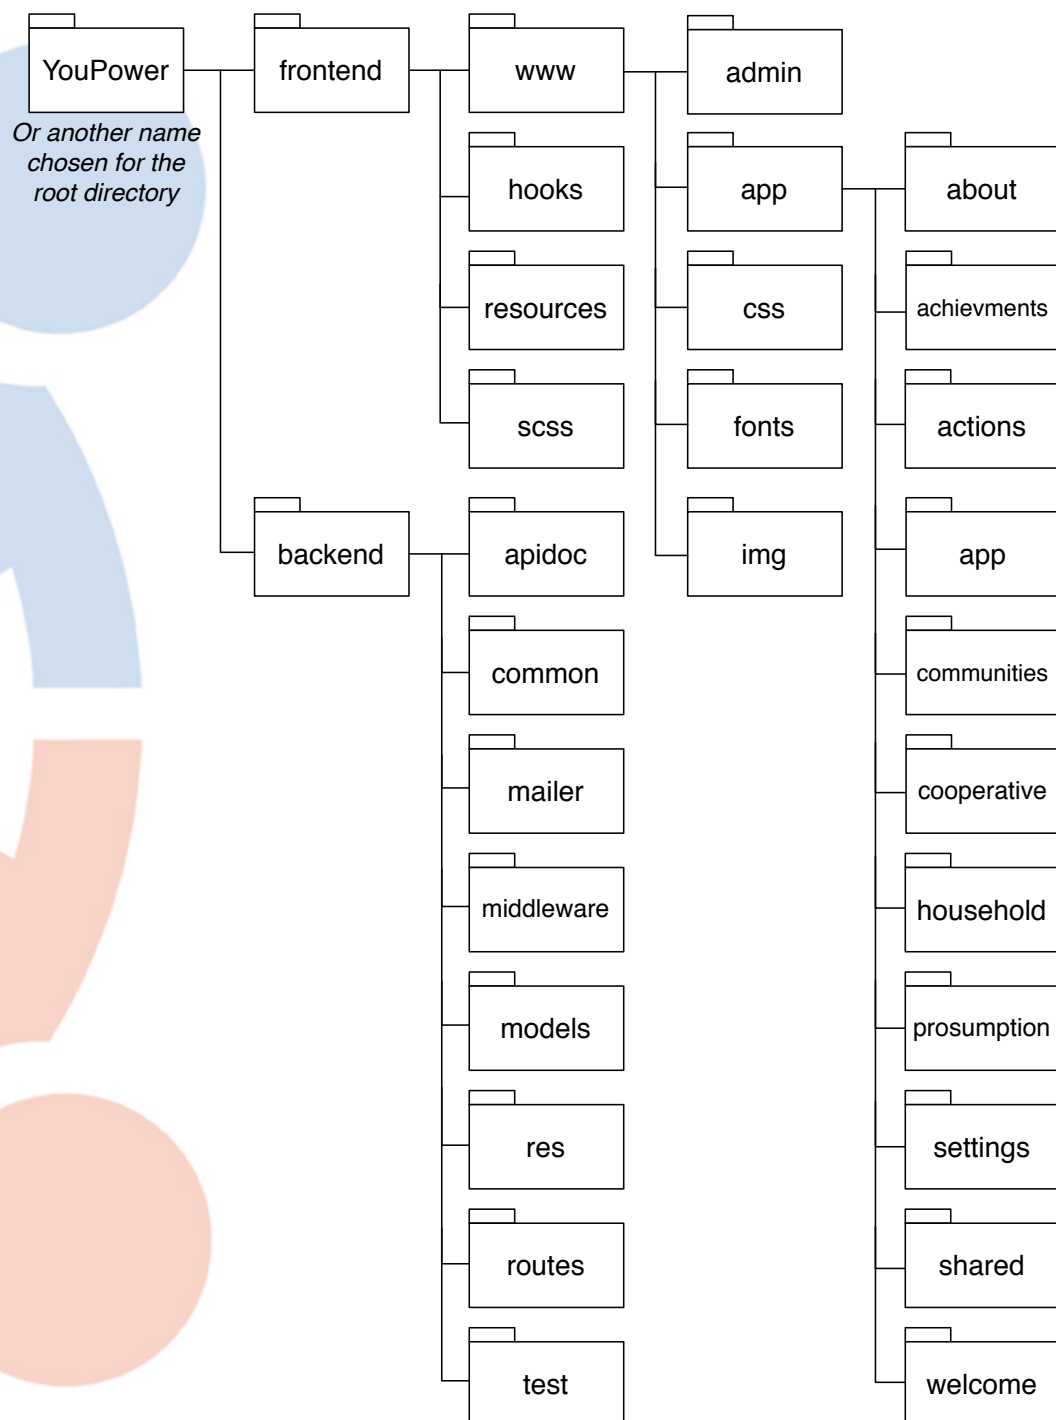 YouPower
frontend
www
admin
Or another name
chosen for the
root directory
hooks
app
about
resources
css
achievments
scss
fonts
actions
backend
apidoc
img
app
common
communities
mailer
cooperative
middleware
household
models
prosumption
res
settings
routes
shared
test
welcome